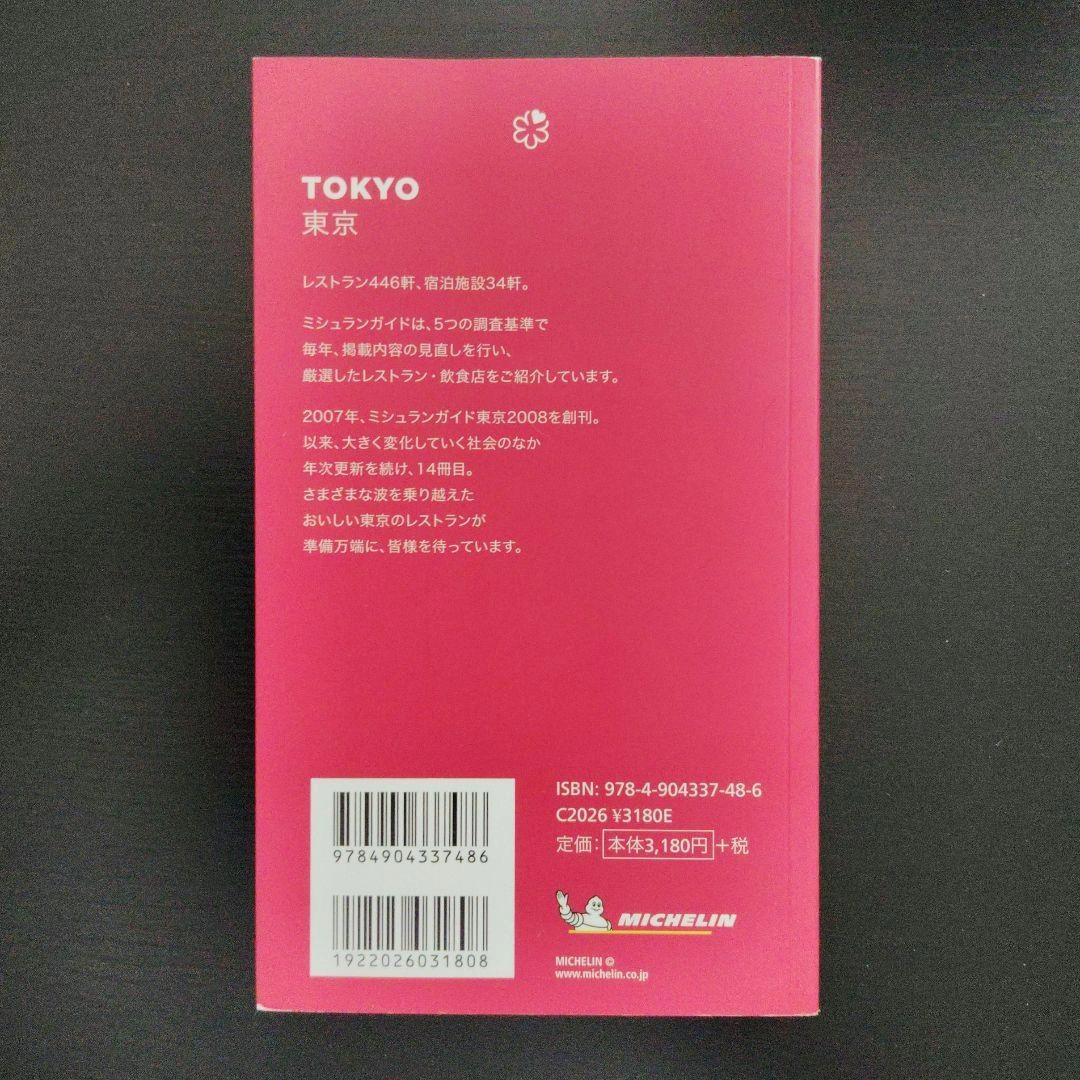 TOKYO
東京
レストラン446軒、宿泊施設34軒。
ミシュランガイドは、5つの調査基準で
毎年、掲載内容の見直しを行い、
厳選したレストラン・飲食店をご紹介しています。
2007年、ミシュランガイド東京2008を創刊。
以来、大きく変化していく社会のなか
年次更新を続け、14冊目。
さまざまな波を乗り越えた
おいしい東京のレストランが
準備万端に、皆様を待っています。
9784904337486
1922026031808
ISBN: 978-4-904337-48-6
C2026 ¥3180E
定価：本体3,180円+税
MICHELIN
MICHELIN ©
www.michelin.co.jp